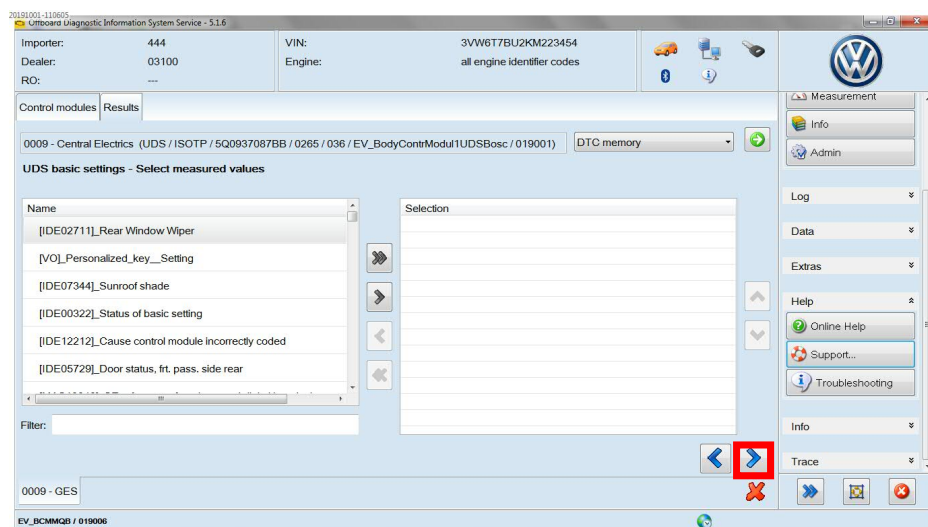 20191001-110605
Offboard Diagnostic Information System Service - 5.1.6
Importer: 444 VIN: 3VW6T7BU2KM223454
Dealer: 03100 Engine: all engine identifier codes
RO: ---
Control modules Results
0009 - Central Electrics (UDS / ISOTP / 5Q0937087BB / 0265 / 036 / EV_BodyContrModul1UDSBosc / 019001) DTC memory
UDS basic settings - Select measured values
Name Selection
[IDE02711]_Rear Window Wiper
[VO]_Personalized_key__Setting
[IDE07344]_Sunroof shade
[IDE00322]_Status of basic setting
[IDE12212]_Cause control module incorrectly coded
[IDE05729]_Door status, frt. pass. side rear
Filter:
0009 - GES
EV_BCMMQB / 019006
Measurement
Info
Admin
Log
Data
Extras
Help
Online Help
Support...
Troubleshooting
Info
Trace